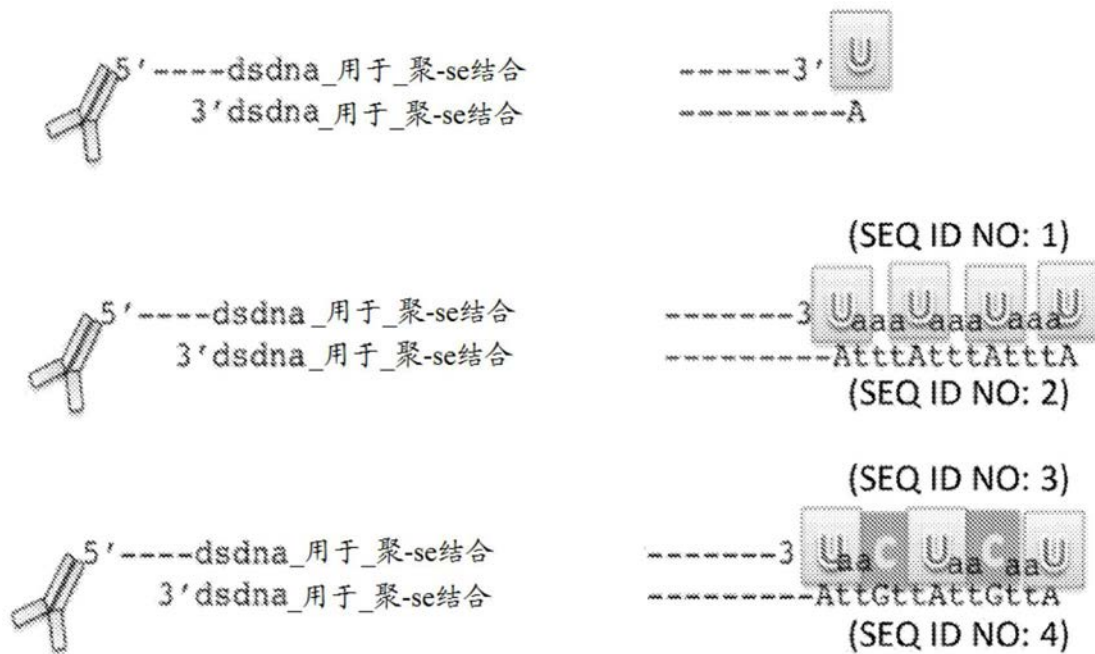 5'----dsdna_用于_聚-se结合 ------3' U
3'dsdna_用于_聚-se结合 ---------A
(SEQ ID NO: 1)
5'----dsdna_用于_聚-se结合 -------3 UaaaUaaaUaaaU
3'dsdna_用于_聚-se结合 ---------AtttAtttAtttA
(SEQ ID NO: 2)
(SEQ ID NO: 3)
5'----dsdna_用于_聚-se结合 -------3 UaaCUaaCaaU
3'dsdna_用于_聚-se结合 ---------AttGttAttGttA
(SEQ ID NO: 4)